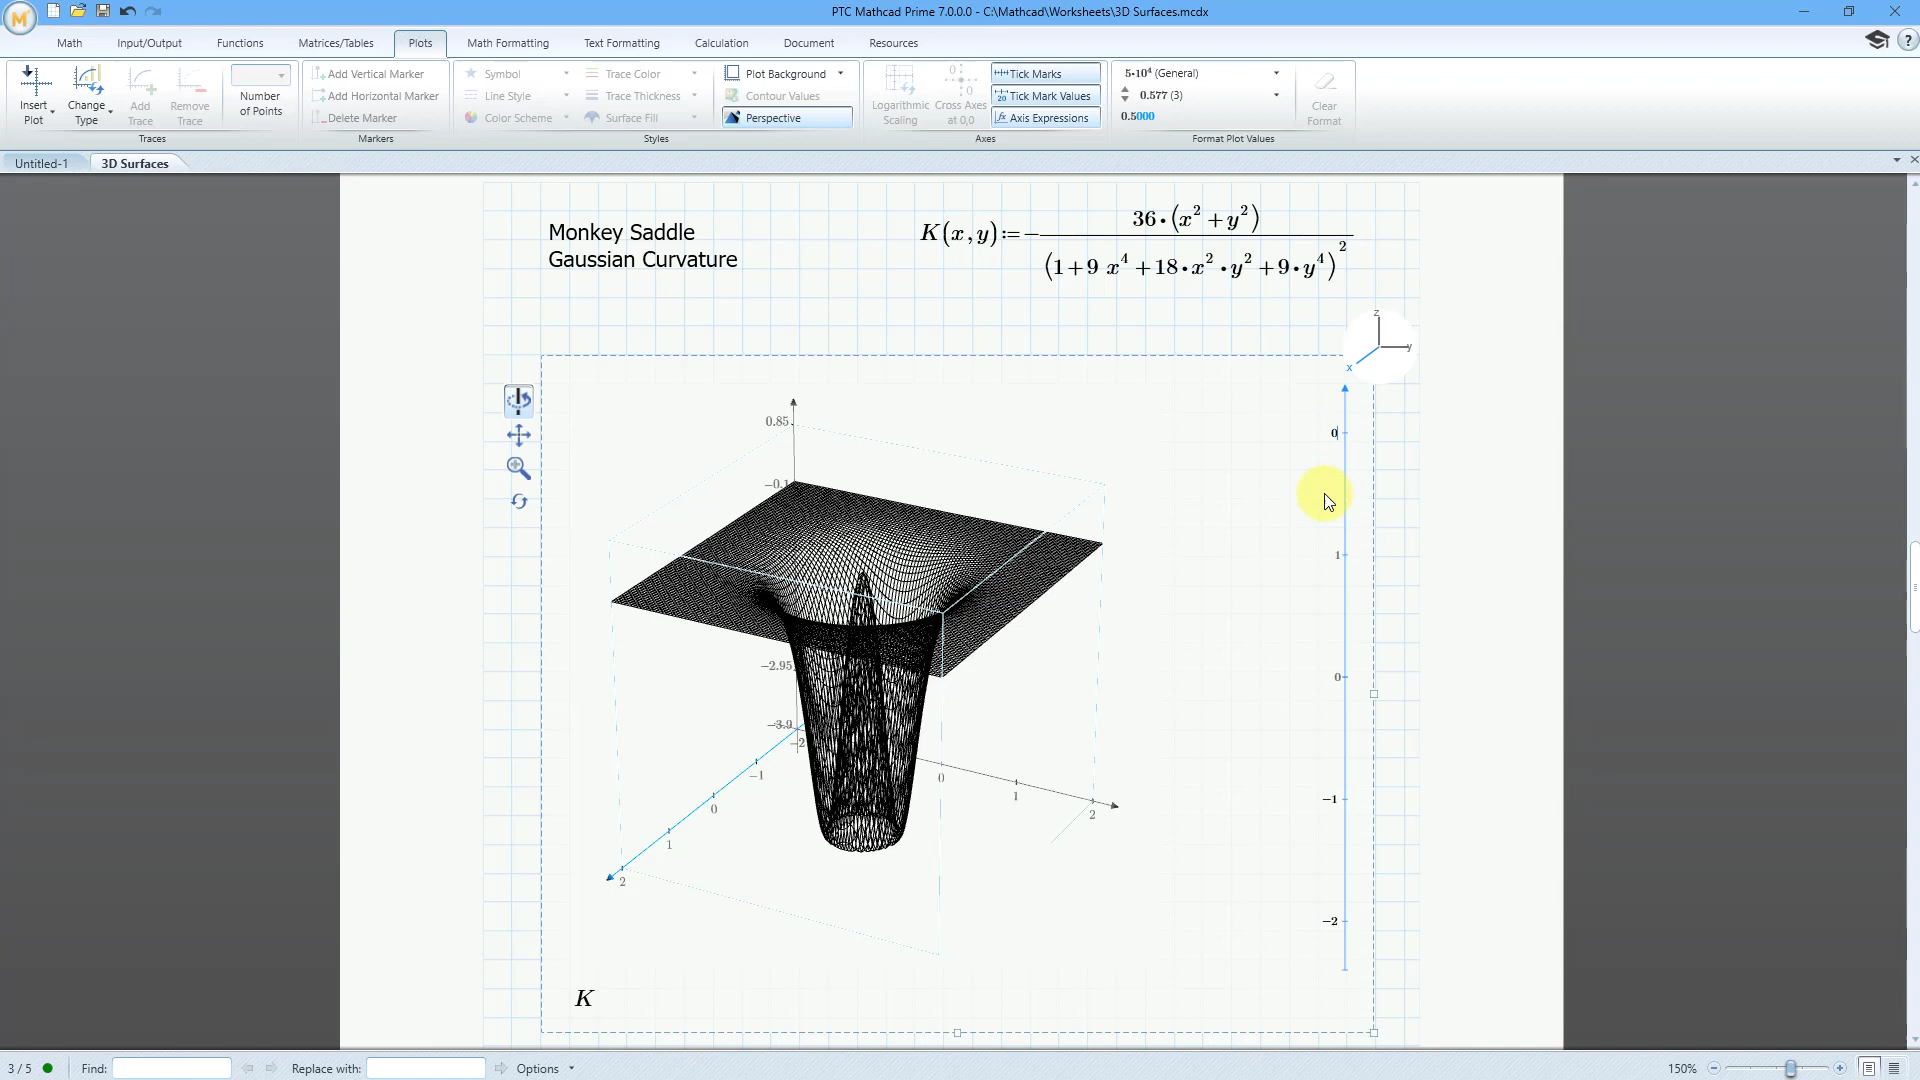 PTC Mathcad Prime 7.0.0.0 - C:\Mathcad\Worksheets\3D Surfaces.mcdx
Math Input/Output Functions Matrices/Tables Plots Math Formatting Text Formatting Calculation Document Resources
Insert Plot
Change Type
Add Trace
Remove Trace
Number of Points
Traces
Add Vertical Marker
Add Horizontal Marker
Delete Marker
Markers
Symbol
Line Style
Color Scheme
Trace Color
Trace Thickness
Surface Fill
Styles
Plot Background
Contour Values
Perspective
Logarithmic Scaling
Cross Axes at 0,0
Tick Marks
Tick Mark Values
Axis Expressions
Axes
5•10⁴ (General)
0.577 (3)
0.5000
Format Plot Values
Clear Format
Untitled-1 3D Surfaces
Monkey Saddle
Gaussian Curvature
K(x,y):=−36•(x²+y²)/(1+9 x⁴+18•x²•y²+9•y⁴)²
z
y
x
0.85
−0.1
−2.95
−3.9
−2
−1
0
1
2
0
1
2
0
1
0
−1
−2
K
3 / 5 Find: Replace with: Options 150%